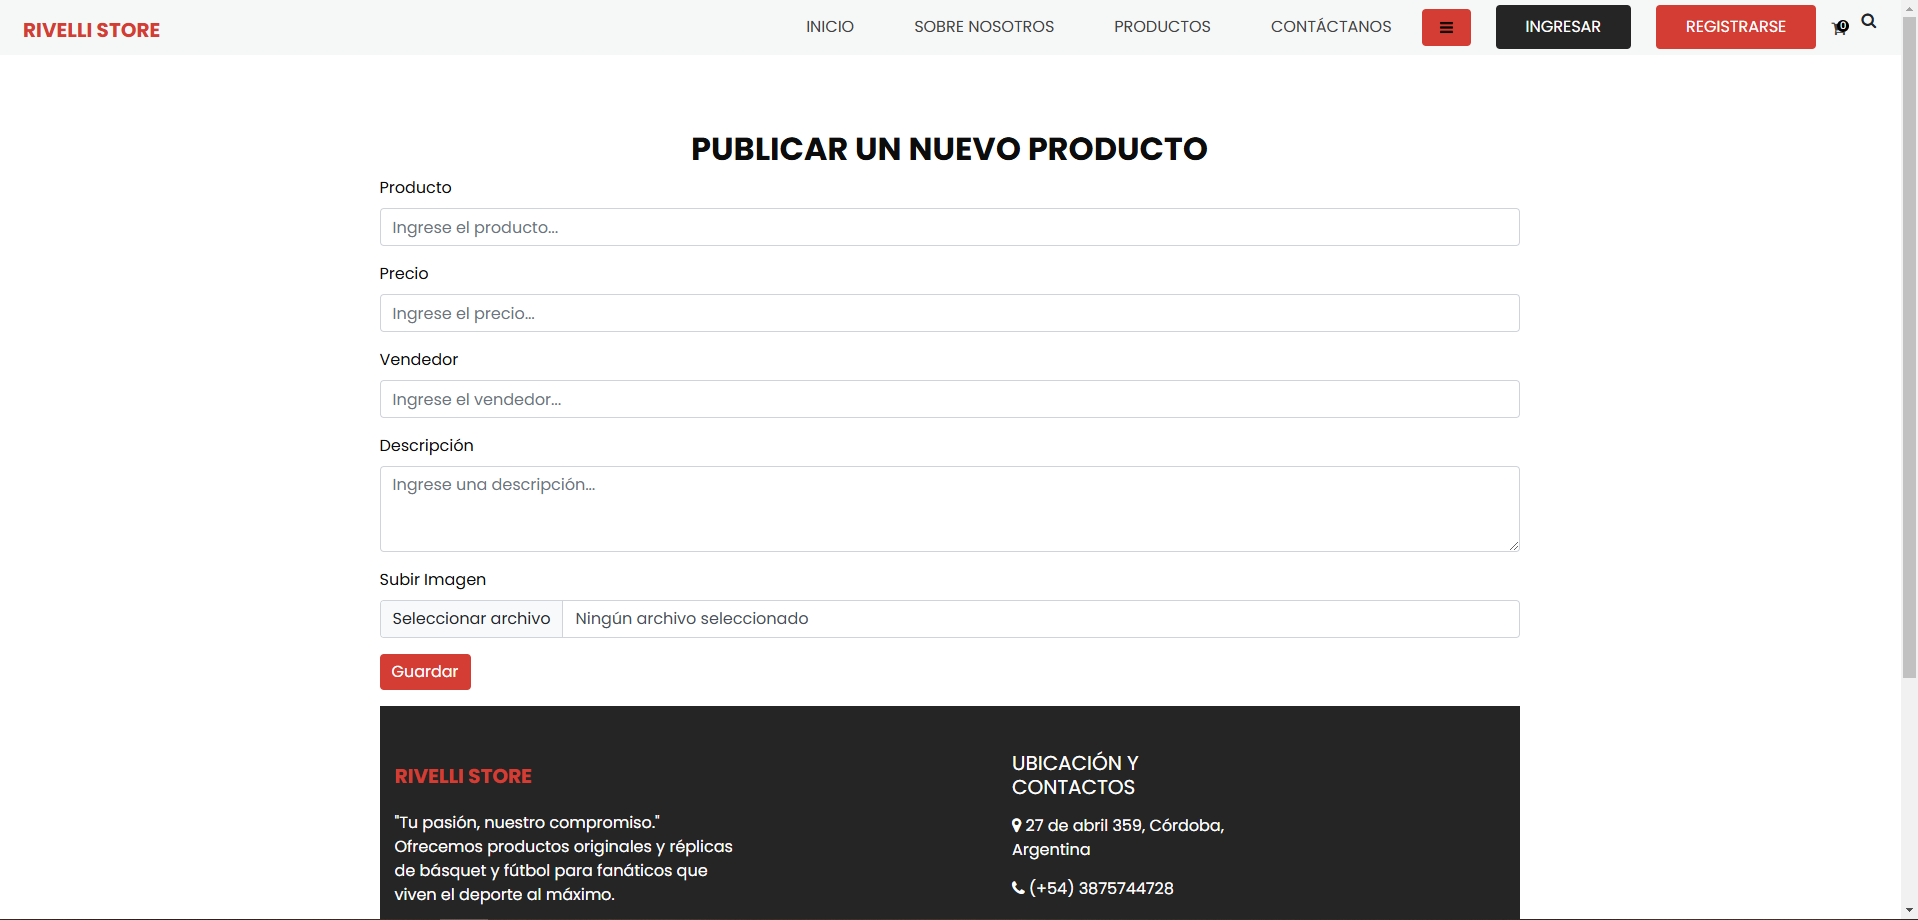 RIVELLI STORE
INICIO
SOBRE NOSOTROS
PRODUCTOS
CONTÁCTANOS
INGRESAR
REGISTRARSE
0
PUBLICAR UN NUEVO PRODUCTO
Producto
Ingrese el producto...
Precio
Ingrese el precio...
Vendedor
Ingrese el vendedor...
Descripción
Ingrese una descripción...
Subir Imagen
Seleccionar archivo Ningún archivo seleccionado
Guardar
RIVELLI STORE
"Tu pasión, nuestro compromiso."
Ofrecemos productos originales y réplicas
de básquet y fútbol para fanáticos que
viven el deporte al máximo.
UBICACIÓN Y
CONTACTOS
27 de abril 359, Córdoba,
Argentina
(+54) 3875744728